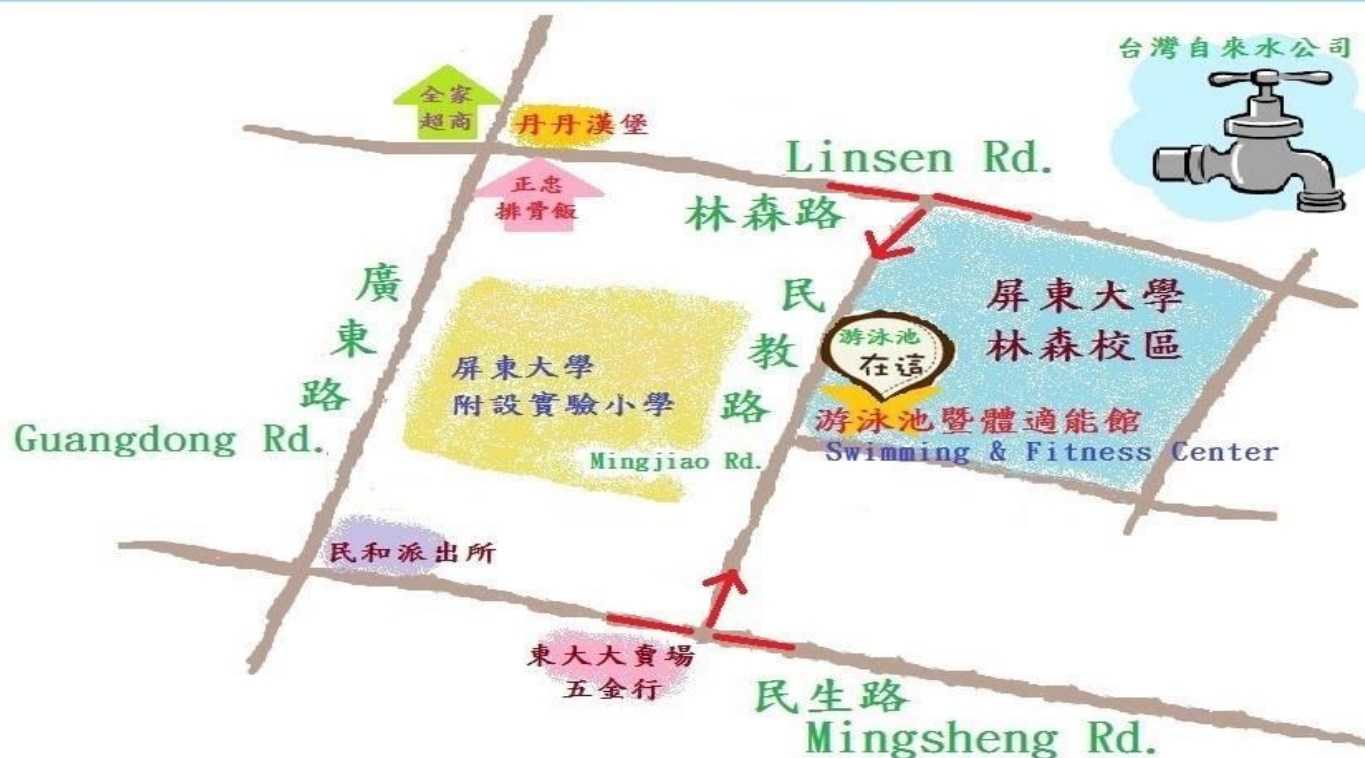 台灣自來水公司
全家
超商
丹丹漢堡
Linsen Rd.
正忠
排骨飯
林森路
廣東路
Guangdong Rd.
屏東大學
附設實驗小學
民教路
Mingjiao Rd.
屏東大學
林森校區
游泳池
在這
游泳池暨體適能館
Swimming & Fitness Center
民和派出所
東大大賣場
五金行
民生路
Mingsheng Rd.